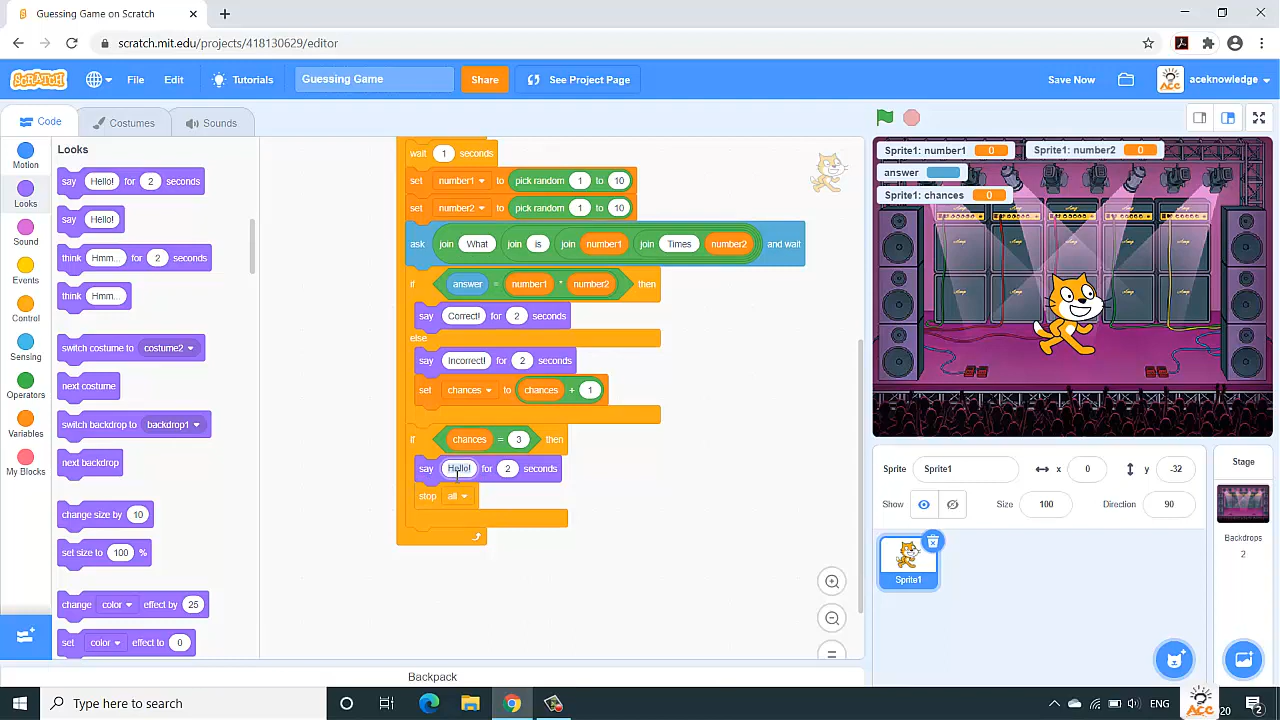 Guessing Game on Scratch
scratch.mit.edu/projects/418130629/editor
SCRATCH
File
Edit
Tutorials
Guessing Game
Share
See Project Page
Save Now
aceknowledge
Code
Costumes
Sounds
Motion
Looks
Sound
Events
Control
Sensing
Operators
Variables
My Blocks
Looks
say Hello! for 2 seconds
say Hello!
think Hmm... for 2 seconds
think Hmm...
switch costume to costume2
next costume
switch backdrop to backdrop1
next backdrop
change size by 10
set size to 100 %
change color effect by 25
set color effect to 0
wait 1 seconds
set number1 to pick random 1 to 10
set number2 to pick random 1 to 10
ask join What join is join number1 join Times number2 and wait
if answer = number1 * number2 then
say Correct! for 2 seconds
else
say Incorrect! for 2 seconds
set chances to chances + 1
if chances = 3 then
say Hello! for 2 seconds
stop all
Backpack
Sprite1: number1 0
Sprite1: number2 0
answer
Sprite1: chances 0
Sprite Sprite1 x 0 y -32
Show Size 100 Direction 90
Sprite1
Stage
Backdrops
2
Type here to search
ENG
ACC
20
2